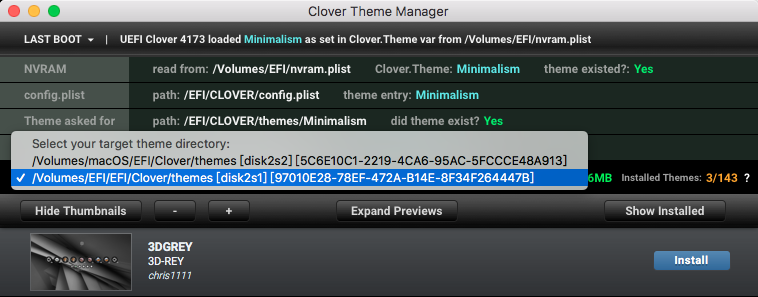 Clover Theme Manager
LAST BOOT | UEFI Clover 4173 loaded Minimalism as set in Clover.Theme var from /Volumes/EFI/nvram.plist
NVRAM read from: /Volumes/EFI/nvram.plist Clover.Theme: Minimalism theme existed?: Yes
config.plist path: /EFI/CLOVER/config.plist theme entry: Minimalism
Theme asked for path: /EFI/CLOVER/themes/Minimalism did theme exist? Yes
Select your target theme directory:
/Volumes/macOS/EFI/Clover/themes [disk2s2] [5C6E10C1-2219-4CA6-95AC-5FCCCE48A913]
✓ /Volumes/EFI/EFI/Clover/themes [disk2s1] [97010E28-78EF-472A-B14E-8F34F264447B] 6MB Installed Themes: 3/143 ?
Hide Thumbnails - + Expand Previews Show Installed
3DGREY
3D-REY
chris1111
Install